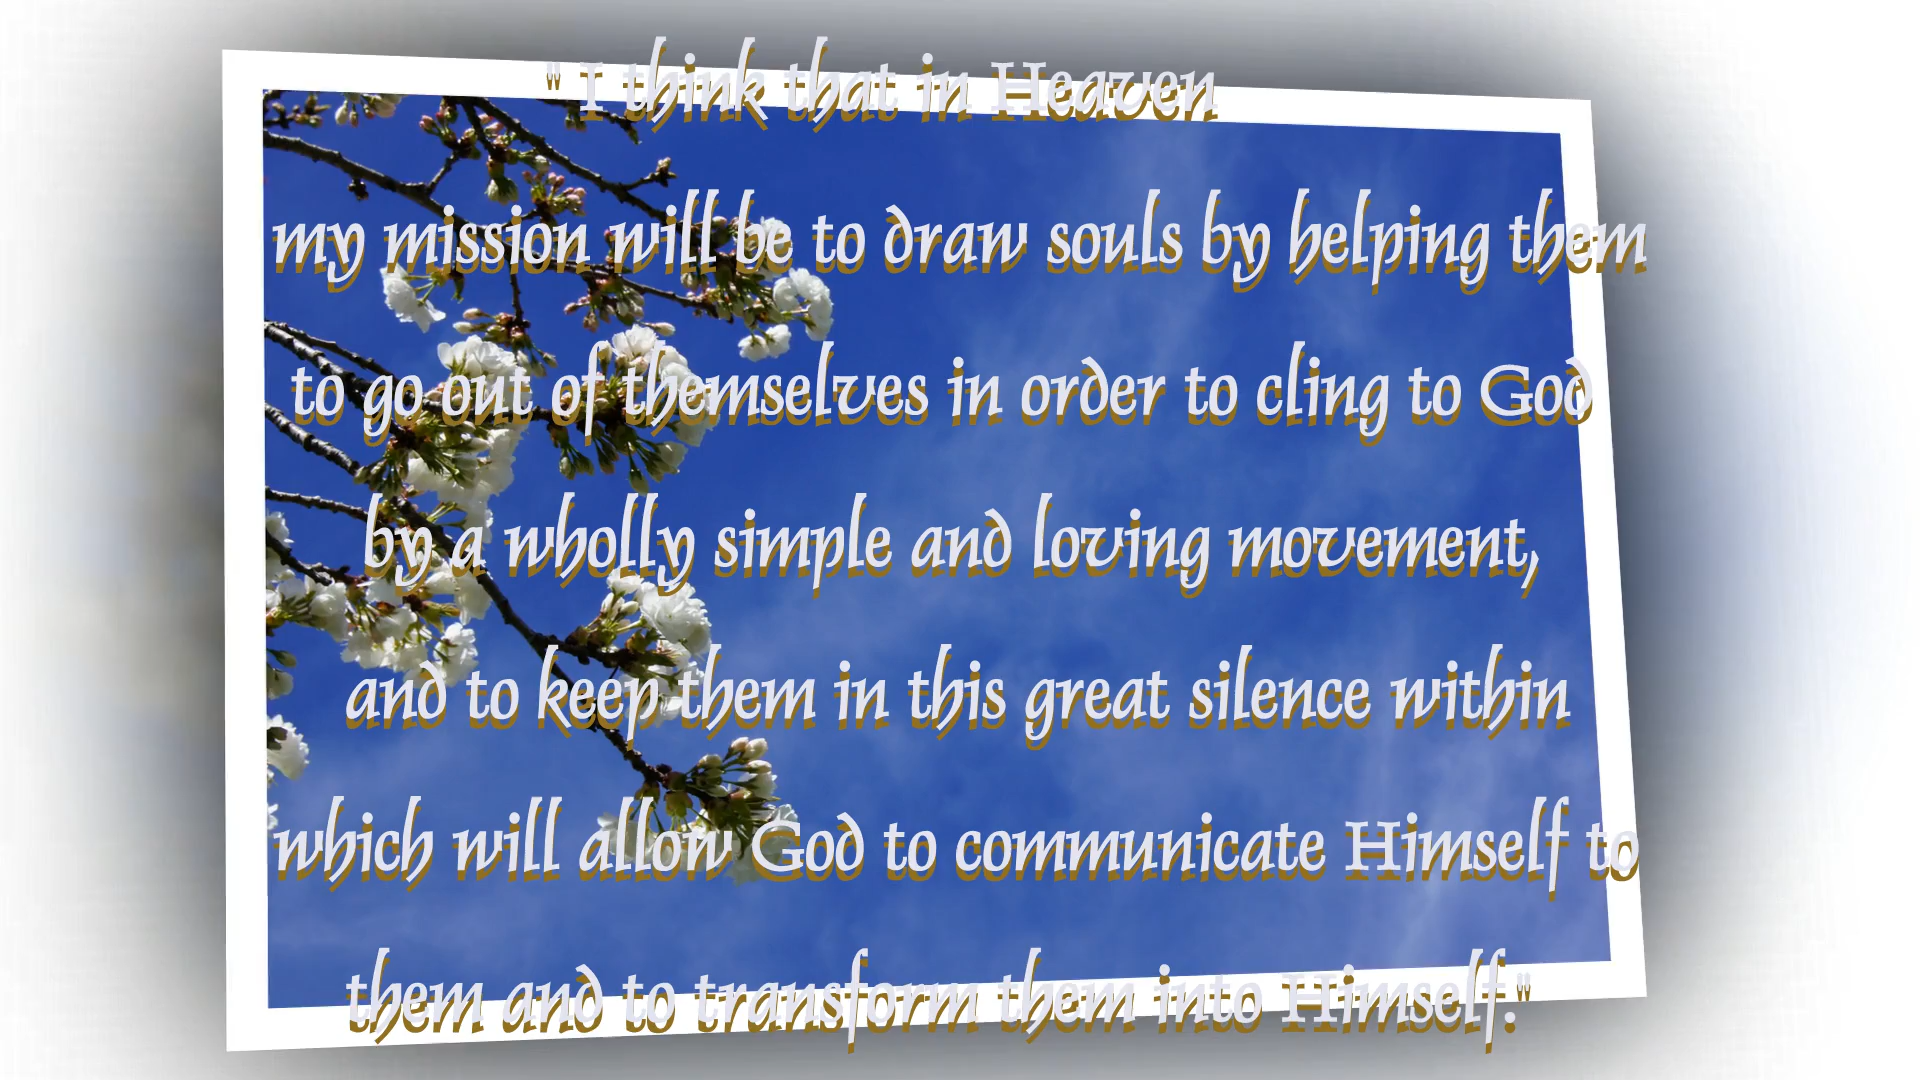 " I think that in Heaven
my mission will be to draw souls by helping them
to go out of themselves in order to cling to God
by a wholly simple and loving movement,
and to keep them in this great silence within
which will allow God to communicate Himself to
them and to transform them into Himself."